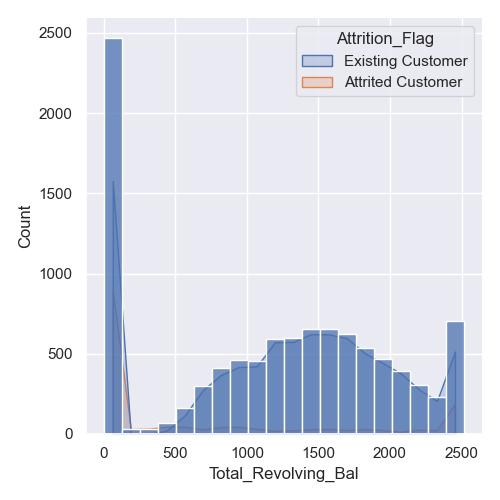 Attrition_Flag
Existing Customer
Attrited Customer
2500
2000
1500
1000
500
0
Count
0 500 1000 1500 2000 2500
Total_Revolving_Bal